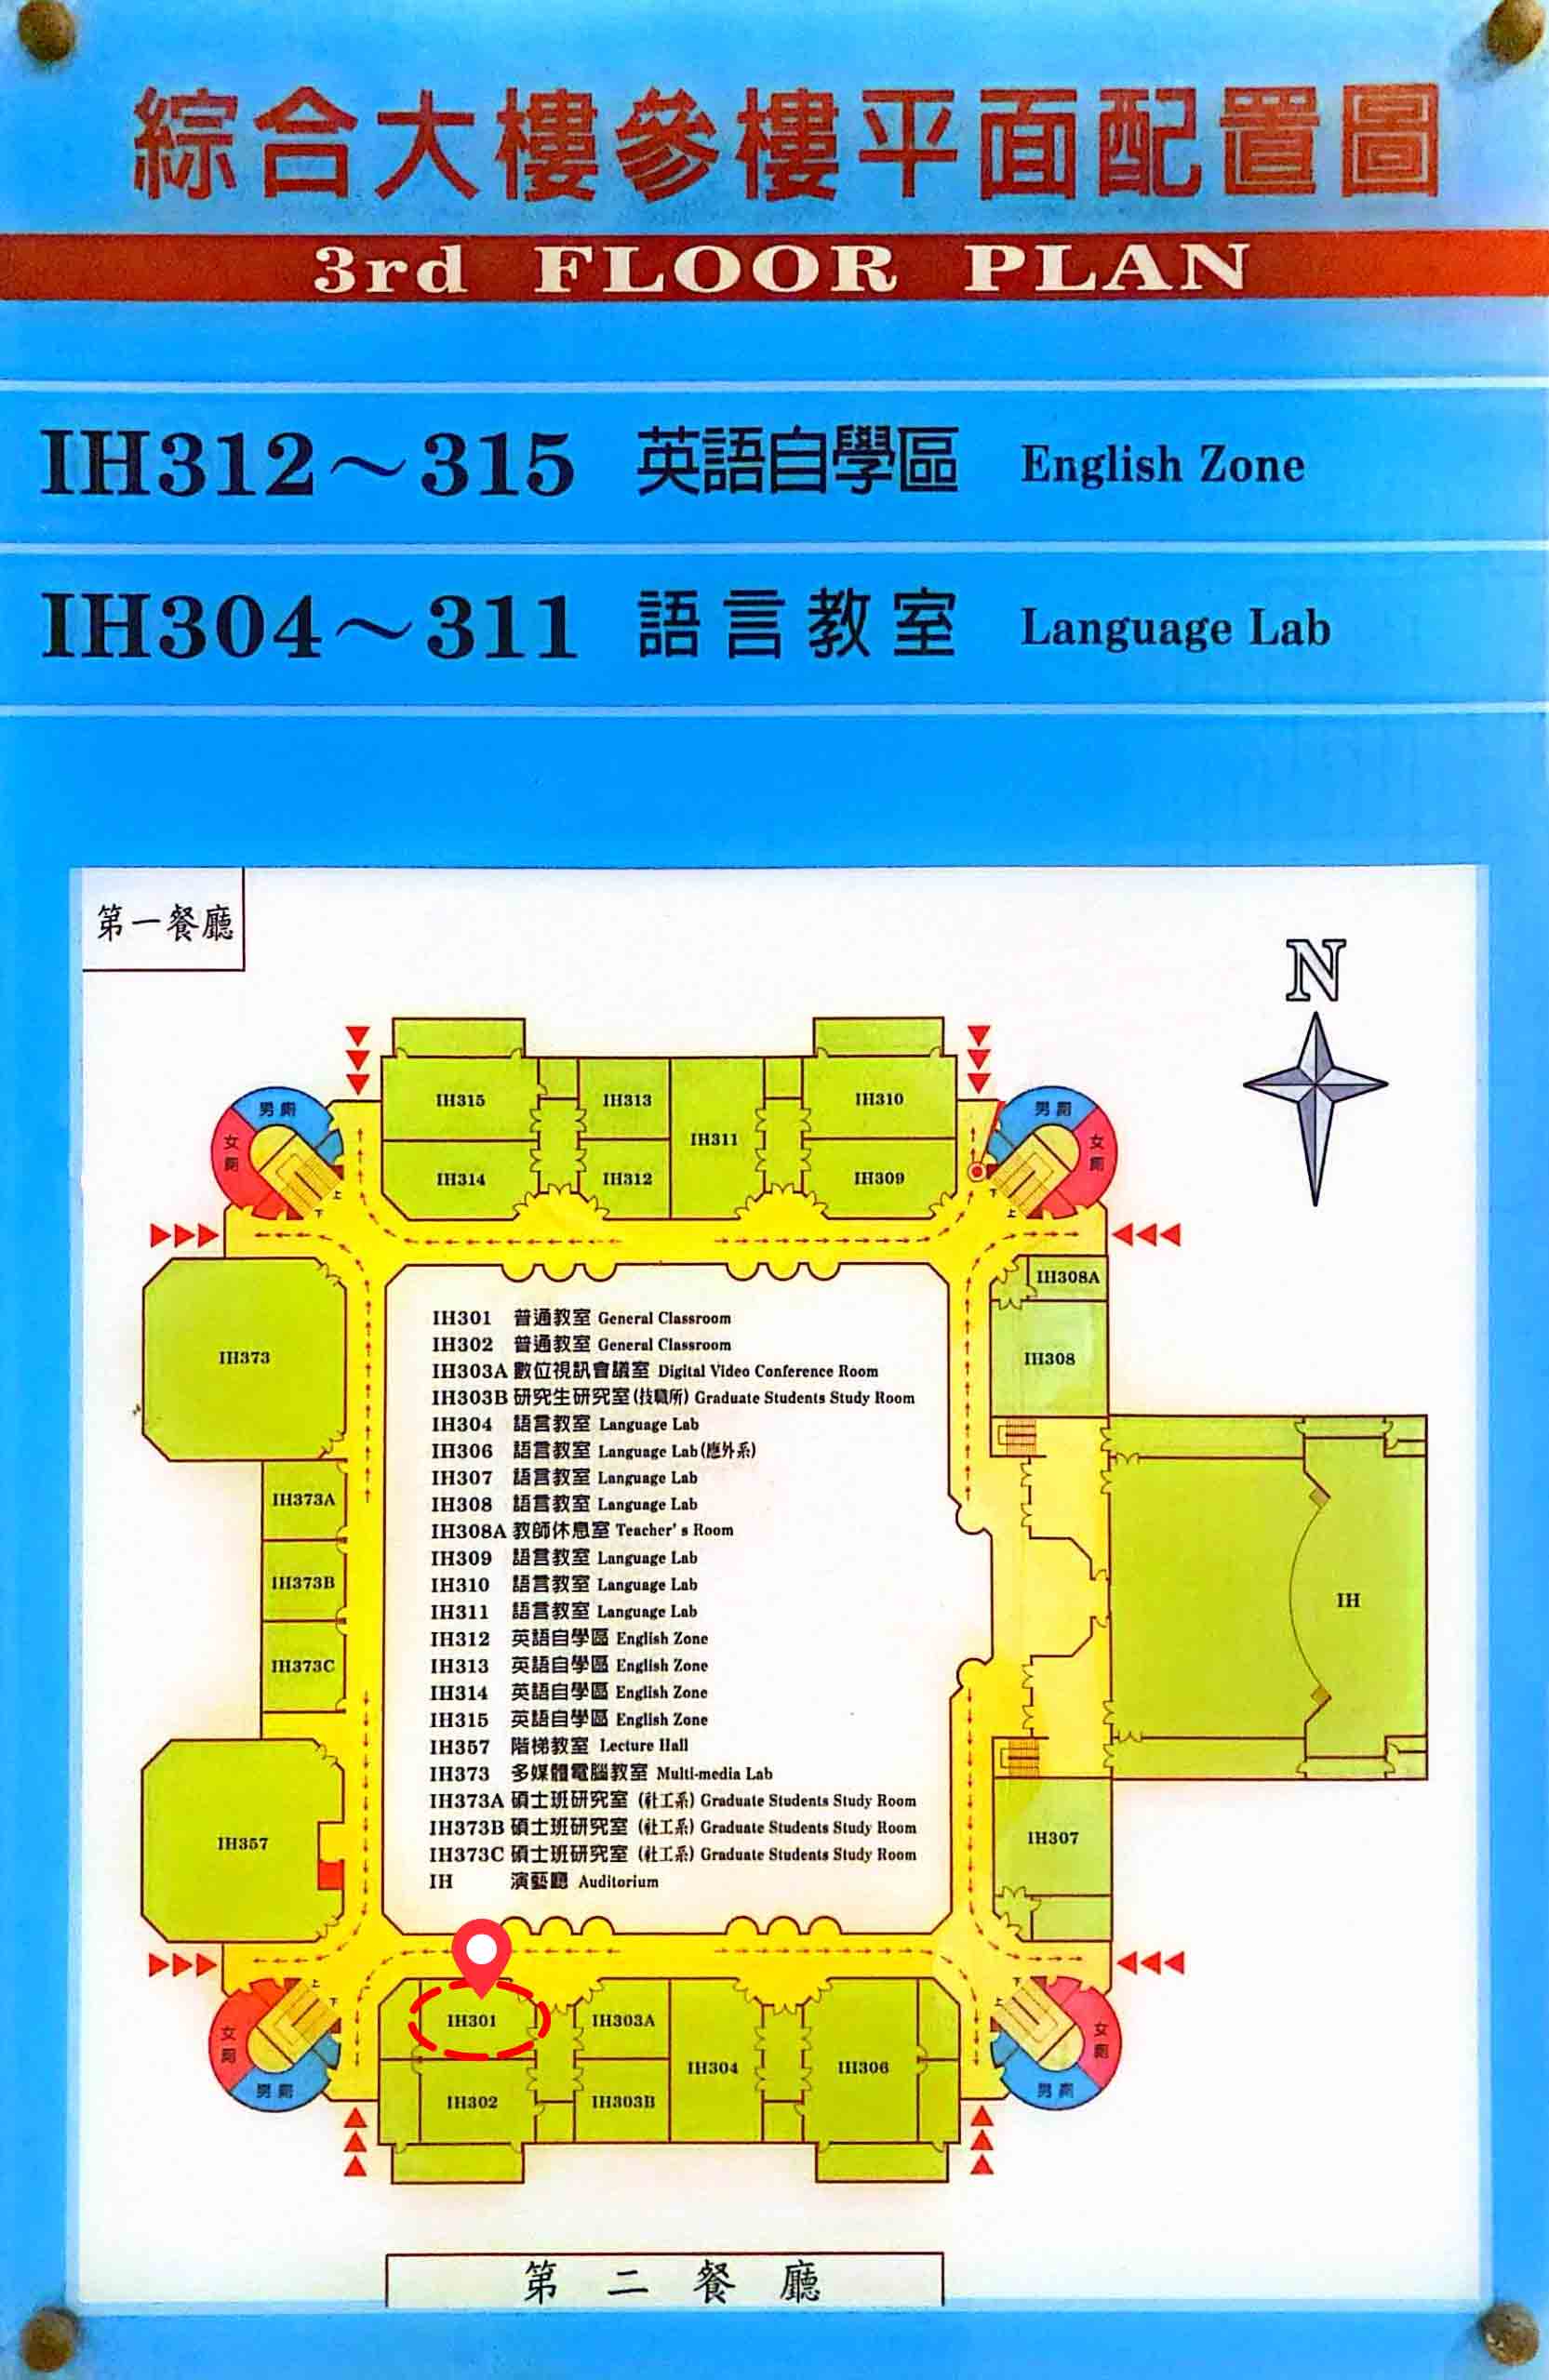 綜合大樓參樓平面配置圖
3rd FLOOR PLAN
IH312～315 英語自學區 English Zone
IH304～311 語言教室 Language Lab
第一餐廳
N
IH315
IH313
IH310
IH311
IH314
IH312
IH309
男廁
女廁
上
下
男廁
女廁
下
上
IH308A
IH373
IH308
IH373A
IH373B
IH373C
IH
IH357
IH307
IH301 普通教室 General Classroom
IH302 普通教室 General Classroom
IH303A 數位視訊會議室 Digital Video Conference Room
IH303B 研究生研究室(技職所) Graduate Students Study Room
IH304 語言教室 Language Lab
IH306 語言教室 Language Lab(應外系)
IH307 語言教室 Language Lab
IH308 語言教室 Language Lab
IH308A 教師休息室 Teacher's Room
IH309 語言教室 Language Lab
IH310 語言教室 Language Lab
IH311 語言教室 Language Lab
IH312 英語自學區 English Zone
IH313 英語自學區 English Zone
IH314 英語自學區 English Zone
IH315 英語自學區 English Zone
IH357 階梯教室 Lecture Hall
IH373 多媒體電腦教室 Multi-media Lab
IH373A 碩士班研究室 (社工系) Graduate Students Study Room
IH373B 碩士班研究室 (社工系) Graduate Students Study Room
IH373C 碩士班研究室 (社工系) Graduate Students Study Room
IH 演藝廳 Auditorium
上
下
女廁
男廁
IH301
IH303A
IH304
IH306
IH302
IH303B
下
上
女廁
男廁
第二餐廳